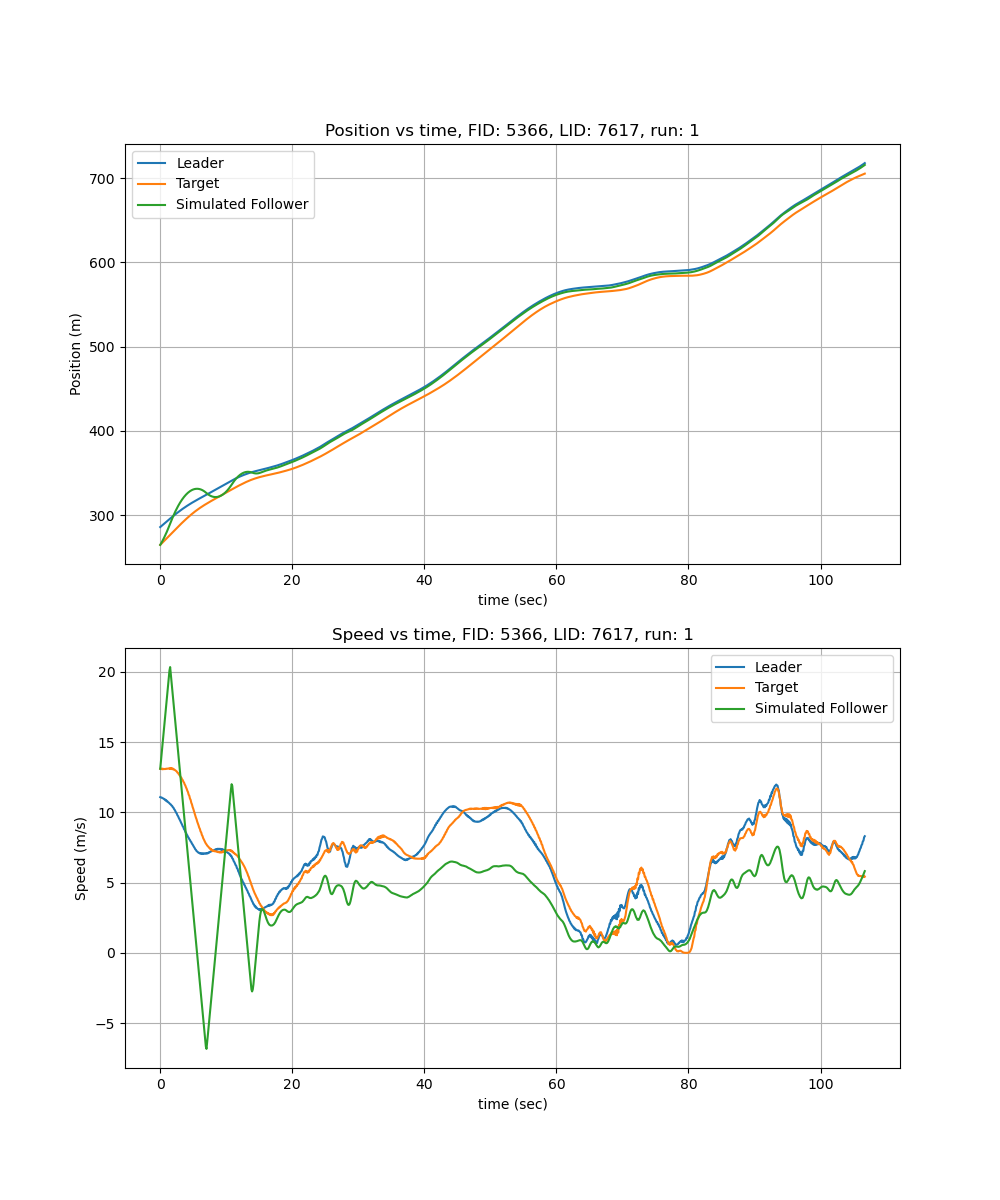 Position vs time, FID: 5366, LID: 7617, run: 1
Leader
Target
Simulated Follower
700
600
500
400
300
Position (m)
0 20 40 60 80 100
time (sec)
Speed vs time, FID: 5366, LID: 7617, run: 1
Leader
Target
Simulated Follower
20
15
10
5
0
−5
Speed (m/s)
0 20 40 60 80 100
time (sec)